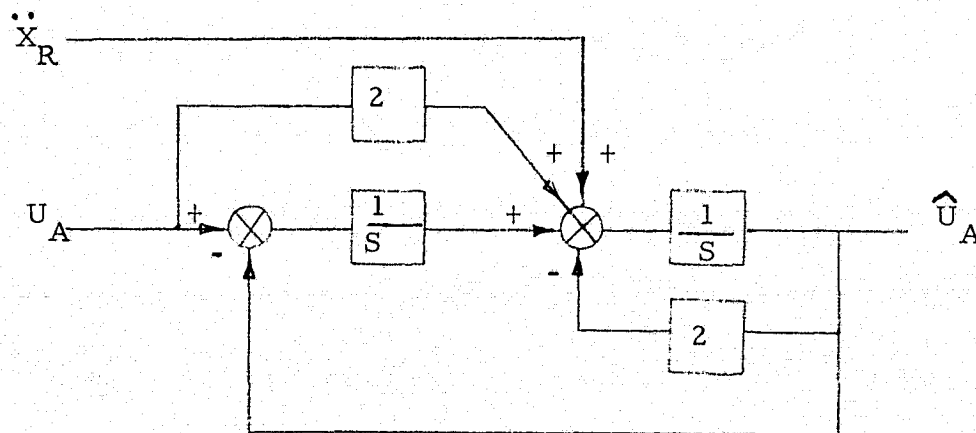 Ẍ_R
2
+ +
U_A + 1/S + 1/S Û_A
- -
2